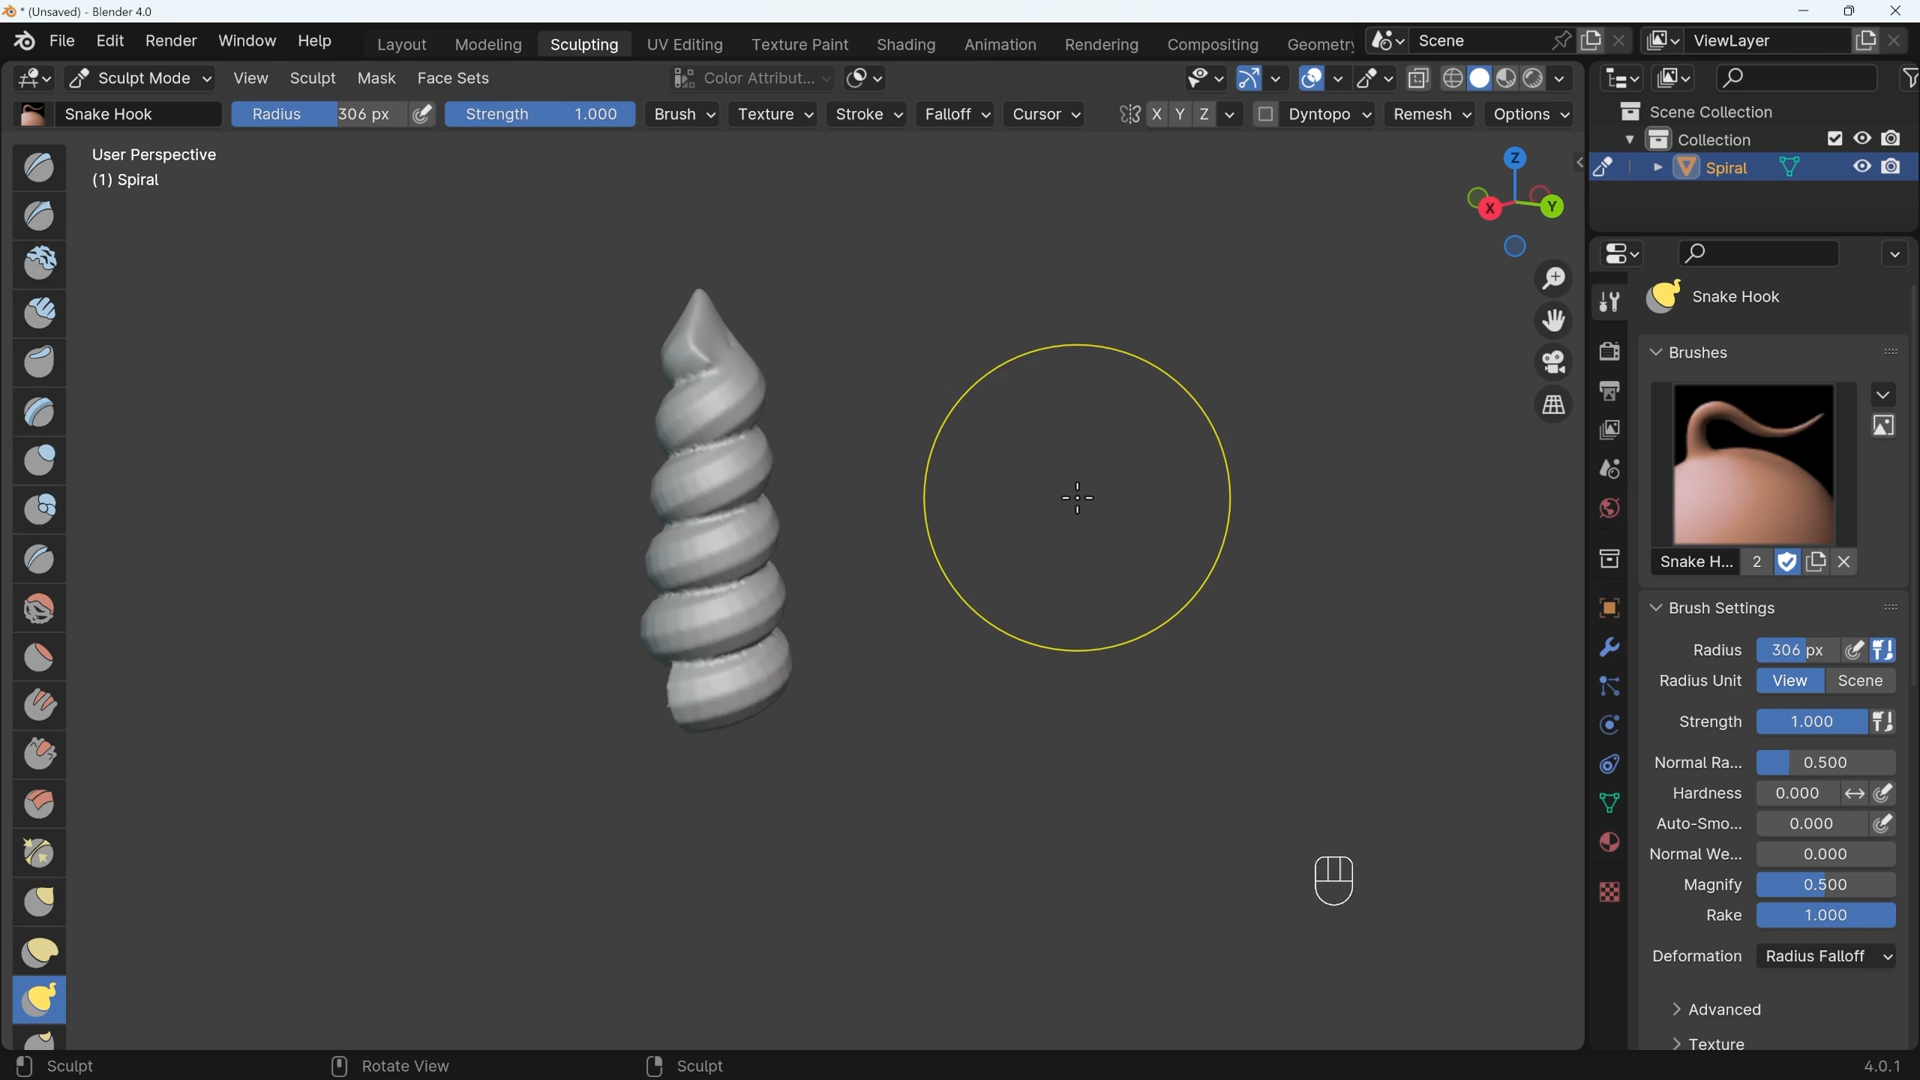 * (Unsaved) - Blender 4.0
File Edit Render Window Help Layout Modeling Sculpting UV Editing Texture Paint Shading Animation Rendering Compositing Geometry Scene ViewLayer
Sculpt Mode View Sculpt Mask Face Sets Color Attribut...
Snake Hook Radius 306 px Strength 1.000 Brush Texture Stroke Falloff Cursor X Y Z Dyntopo Remesh Options
User Perspective
(1) Spiral
Z
X
Y
Scene Collection
Collection
Spiral
Snake Hook
Brushes
Snake H... 2
Brush Settings
Radius 306 px
Radius Unit View Scene
Strength 1.000
Normal Ra... 0.500
Hardness 0.000
Auto-Smo... 0.000
Normal We... 0.000
Magnify 0.500
Rake 1.000
Deformation Radius Falloff
Advanced
Texture
Sculpt Rotate View Sculpt 4.0.1